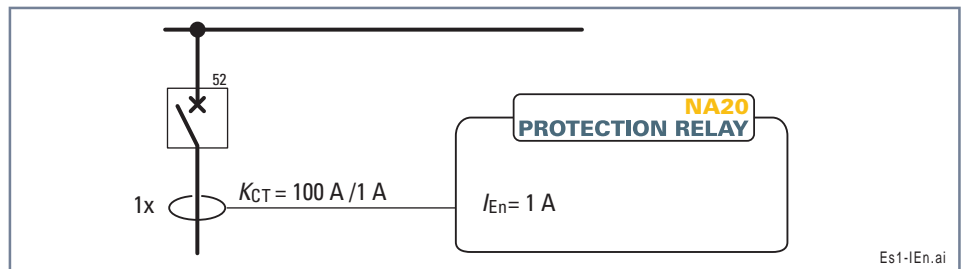 52
NA20
PROTECTION RELAY
1x
KCT = 100 A /1 A
IEn= 1 A
Es1-IEn.ai